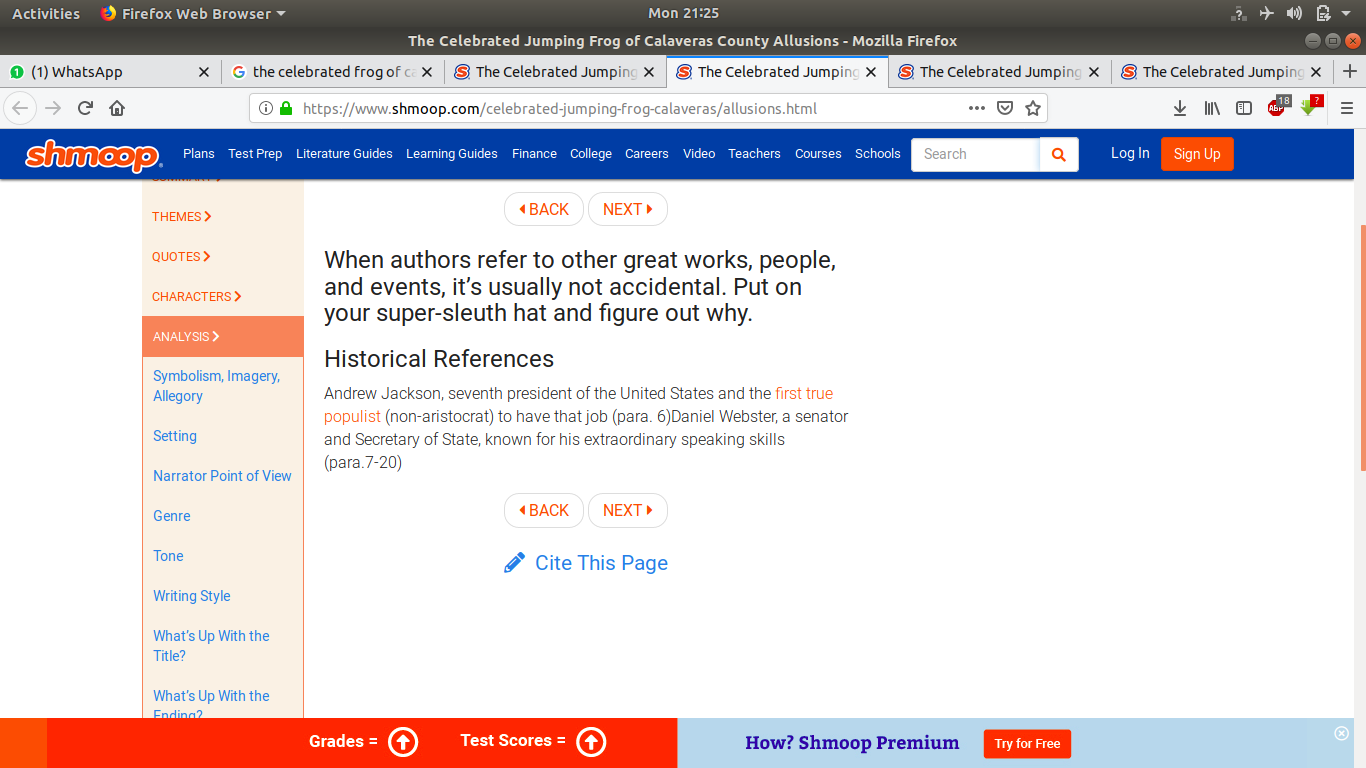 Activities Firefox Web Browser Mon 21:25
The Celebrated Jumping Frog of Calaveras County Allusions - Mozilla Firefox
(1) WhatsApp the celebrated frog of ca The Celebrated Jumping The Celebrated Jumping The Celebrated Jumping The Celebrated Jumping
https://www.shmoop.com/celebrated-jumping-frog-calaveras/allusions.html ABP 18 ?
shmoop Plans Test Prep Literature Guides Learning Guides Finance College Careers Video Teachers Courses Schools Search Log In Sign Up
THEMES
QUOTES
CHARACTERS
ANALYSIS
Symbolism, Imagery,
Allegory
Setting
Narrator Point of View
Genre
Tone
Writing Style
What's Up With the
Title?
What's Up With the
Ending?
BACK NEXT
When authors refer to other great works, people,
and events, it's usually not accidental. Put on
your super-sleuth hat and figure out why.
Historical References
Andrew Jackson, seventh president of the United States and the first true
populist (non-aristocrat) to have that job (para. 6)Daniel Webster, a senator
and Secretary of State, known for his extraordinary speaking skills
(para.7-20)
BACK NEXT
Cite This Page
Grades = Test Scores = How? Shmoop Premium Try for Free